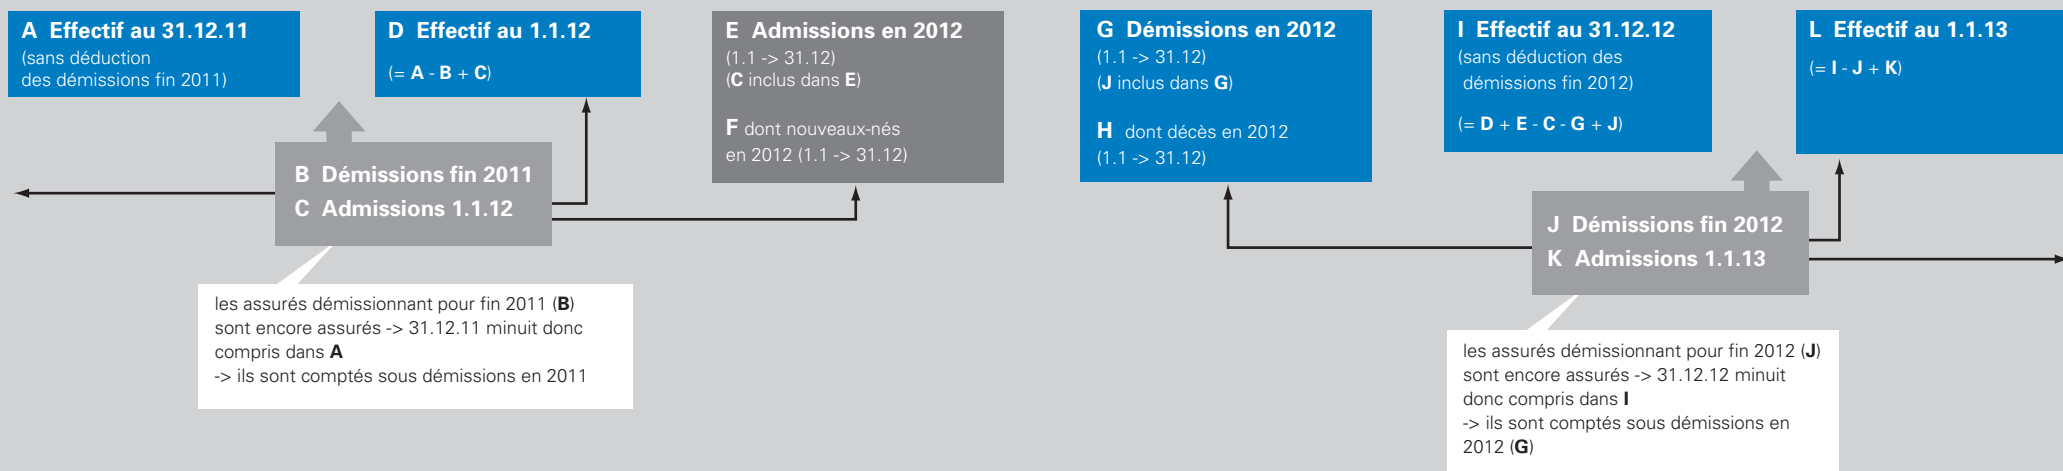 A Effectif au 31.12.11
(sans déduction
des démissions fin 2011)
D Effectif au 1.1.12
(= A - B + C)
B Démissions fin 2011
C Admissions 1.1.12
les assurés démissionnant pour fin 2011 (B)
sont encore assurés -> 31.12.11 minuit donc
compris dans A
-> ils sont comptés sous démissions en 2011
E Admissions en 2012
(1.1 -> 31.12)
(C inclus dans E)
F dont nouveaux-nés
en 2012 (1.1 -> 31.12)
G Démissions en 2012
(1.1 -> 31.12)
(J inclus dans G)
H dont décès en 2012
(1.1 -> 31.12)
I Effectif au 31.12.12
(sans déduction des
démissions fin 2012)
(= D + E - C - G + J)
L Effectif au 1.1.13
(= I - J + K)
J Démissions fin 2012
K Admissions 1.1.13
les assurés démissionnant pour fin 2012 (J)
sont encore assurés -> 31.12.12 minuit
donc compris dans I
-> ils sont comptés sous démissions en
2012 (G)